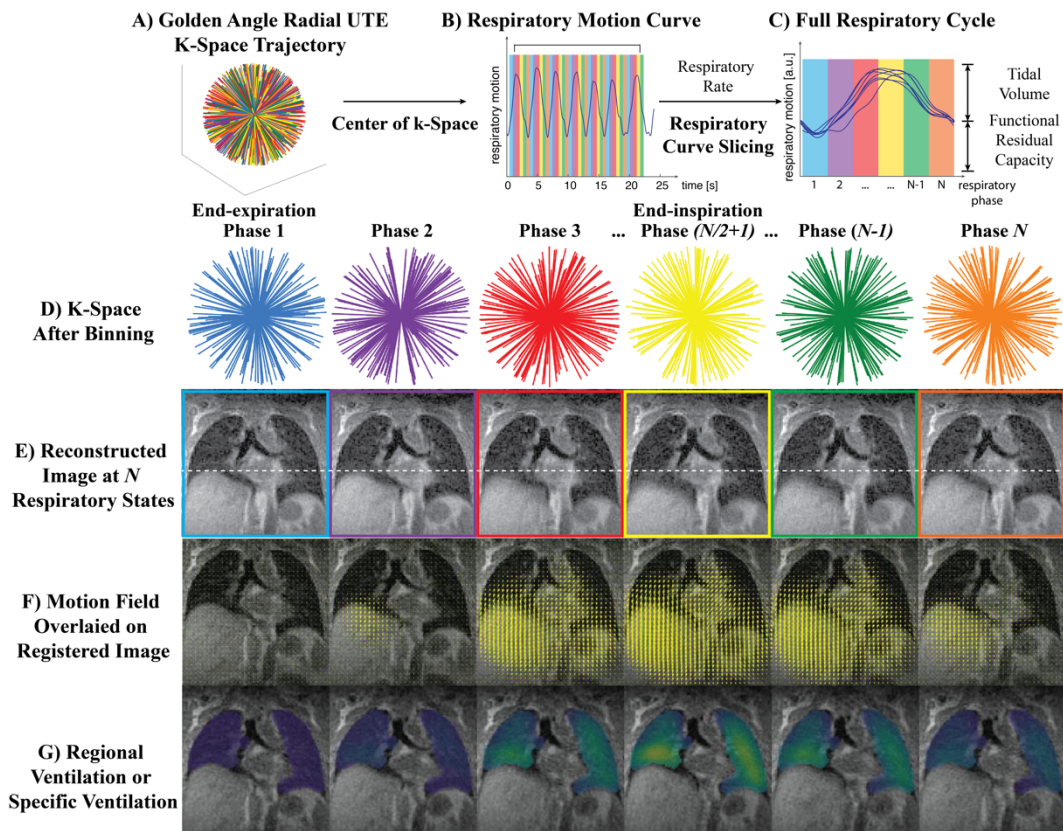 A) Golden Angle Radial UTE
K-Space Trajectory
Center of k-Space
B) Respiratory Motion Curve
respiratory motion
0 5 10 15 20 25
time [s]
Respiratory
Rate
Respiratory
Curve Slicing
C) Full Respiratory Cycle
respiratory motion [a.u.]
1 2 ... ... N-1 N
respiratory
phase
Tidal
Volume
Functional
Residual
Capacity
End-expiration
Phase 1
Phase 2
Phase 3
...
End-inspiration
Phase (N/2+1)
...
Phase (N-1)
Phase N
D) K-Space
After Binning
E) Reconstructed
Image at N
Respiratory States
F) Motion Field
Overlaied on
Registered Image
G) Regional
Ventilation or
Specific Ventilation